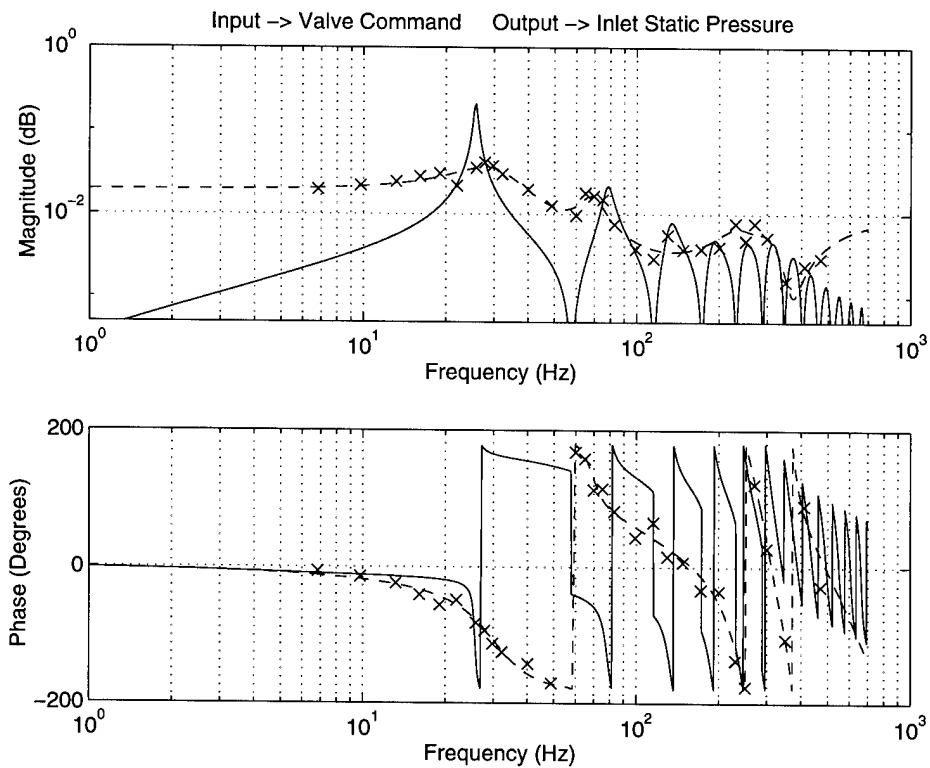 Input -> Valve Command Output -> Inlet Static Pressure
10^0
10^-2
Magnitude (dB)
10^0 10^1 10^2 10^3
Frequency (Hz)
200
0
-200
Phase (Degrees)
10^0 10^1 10^2 10^3
Frequency (Hz)